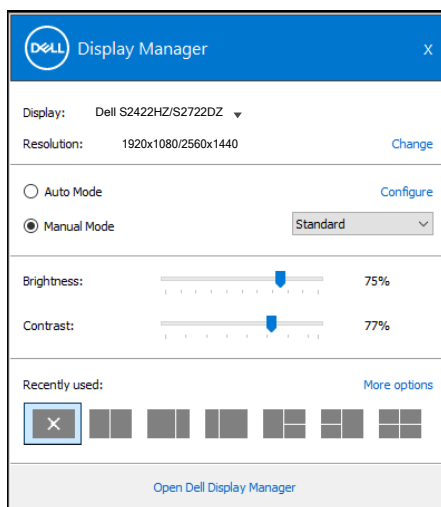 DELL Display Manager X
Display: Dell S2422HZ/S2722DZ
Resolution: 1920x1080/2560x1440 Change
Auto Mode Configure
Manual Mode Standard
Brightness: 75%
Contrast: 77%
Recently used: More options
Open Dell Display Manager